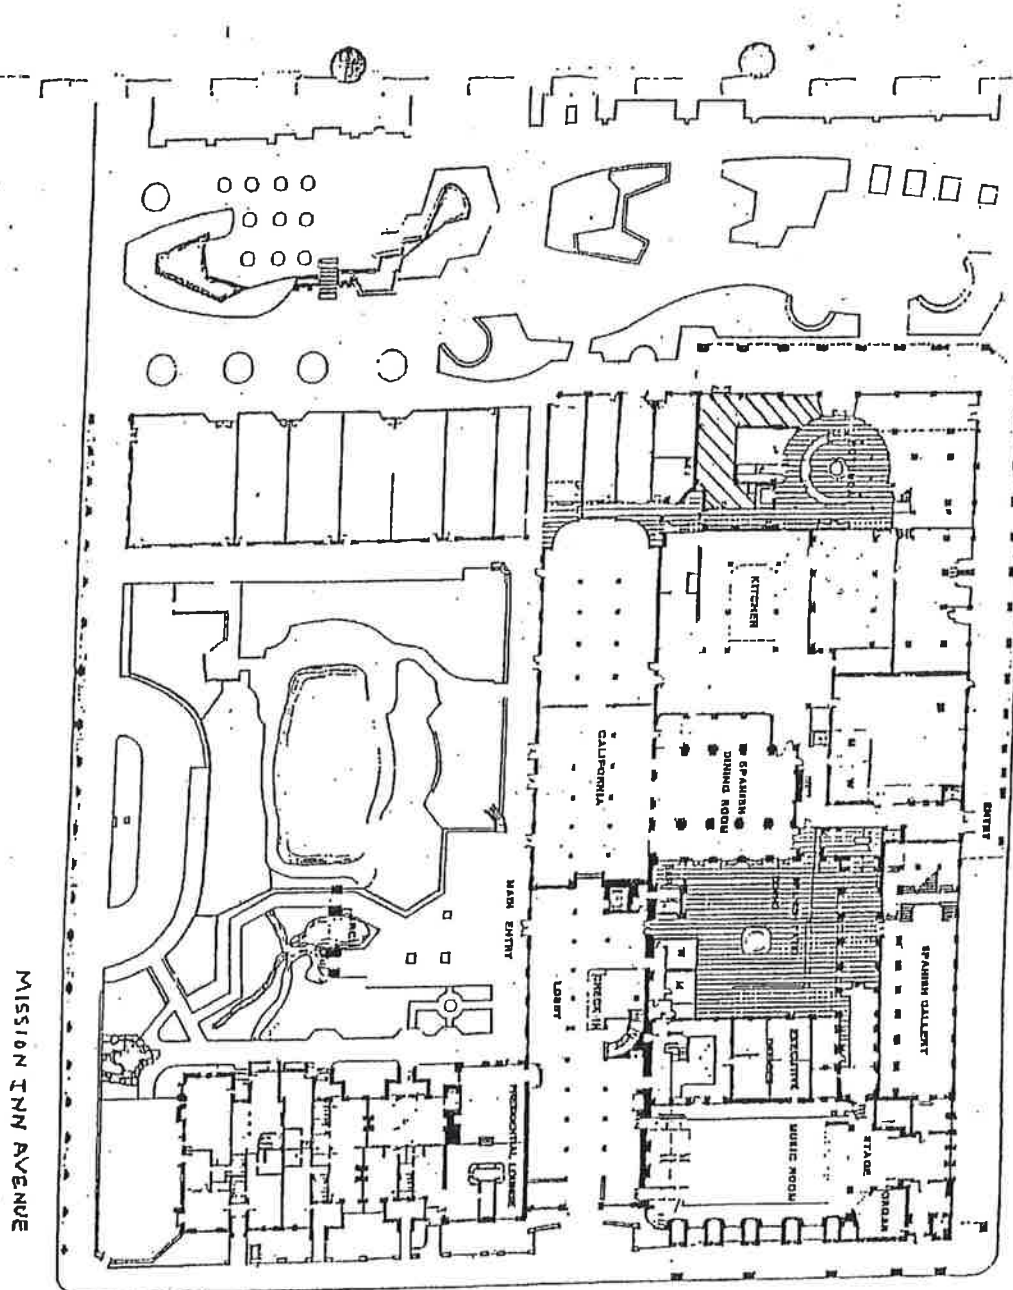 KITCHEN
SPANISH
DINING ROOM
CALIFORNIA
ENTRY
MAIN ENTRY
LOBBY
CHECK-IN
SPANISH GALLERY
EXECUTIVE
OFFICES
MUSIC ROOM
STAGE
ORGAN
PRESIDENTIAL LOUNGE
M
W
W
M
MISSION INN AVENUE